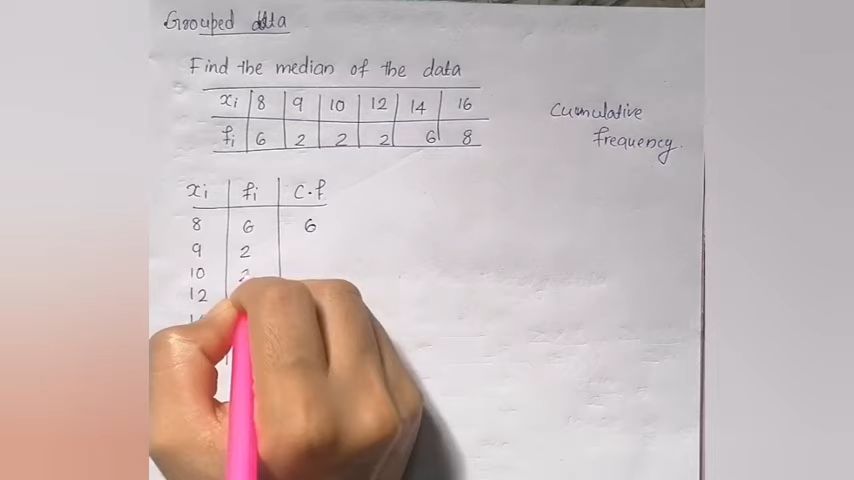 Grouped data
Find the median of the data
xi 8 9 10 12 14 16
fi 6 2 2 2 6 8
Cumulative
frequency.
xi fi C.f
8 6 6
9 2
10 2
12